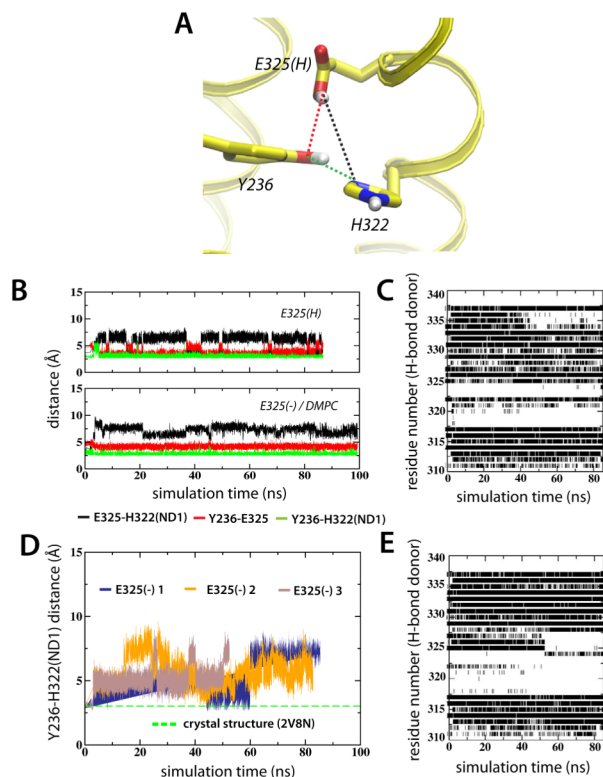 A
E325(H)
Y236
H322
B
distance (Å)
15
10
5
0
E325(H)
15
10
5
0
E325(-) / DMPC
0 20 40 60 80 100
simulation time (ns)
E325-H322(ND1) Y236-E325 Y236-H322(ND1)
C
residue number (H-bond donor)
340
335
330
325
320
315
310
0 20 40 60 80
simulation time (ns)
D
Y236-H322(ND1) distance (Å)
15
10
5
0
E325(-) 1 E325(-) 2 E325(-) 3
crystal structure (2V8N)
0 20 40 60 80 100
simulation time (ns)
E
residue number (H-bond donor)
340
335
330
325
320
315
310
0 20 40 60 80
simulation time (ns)